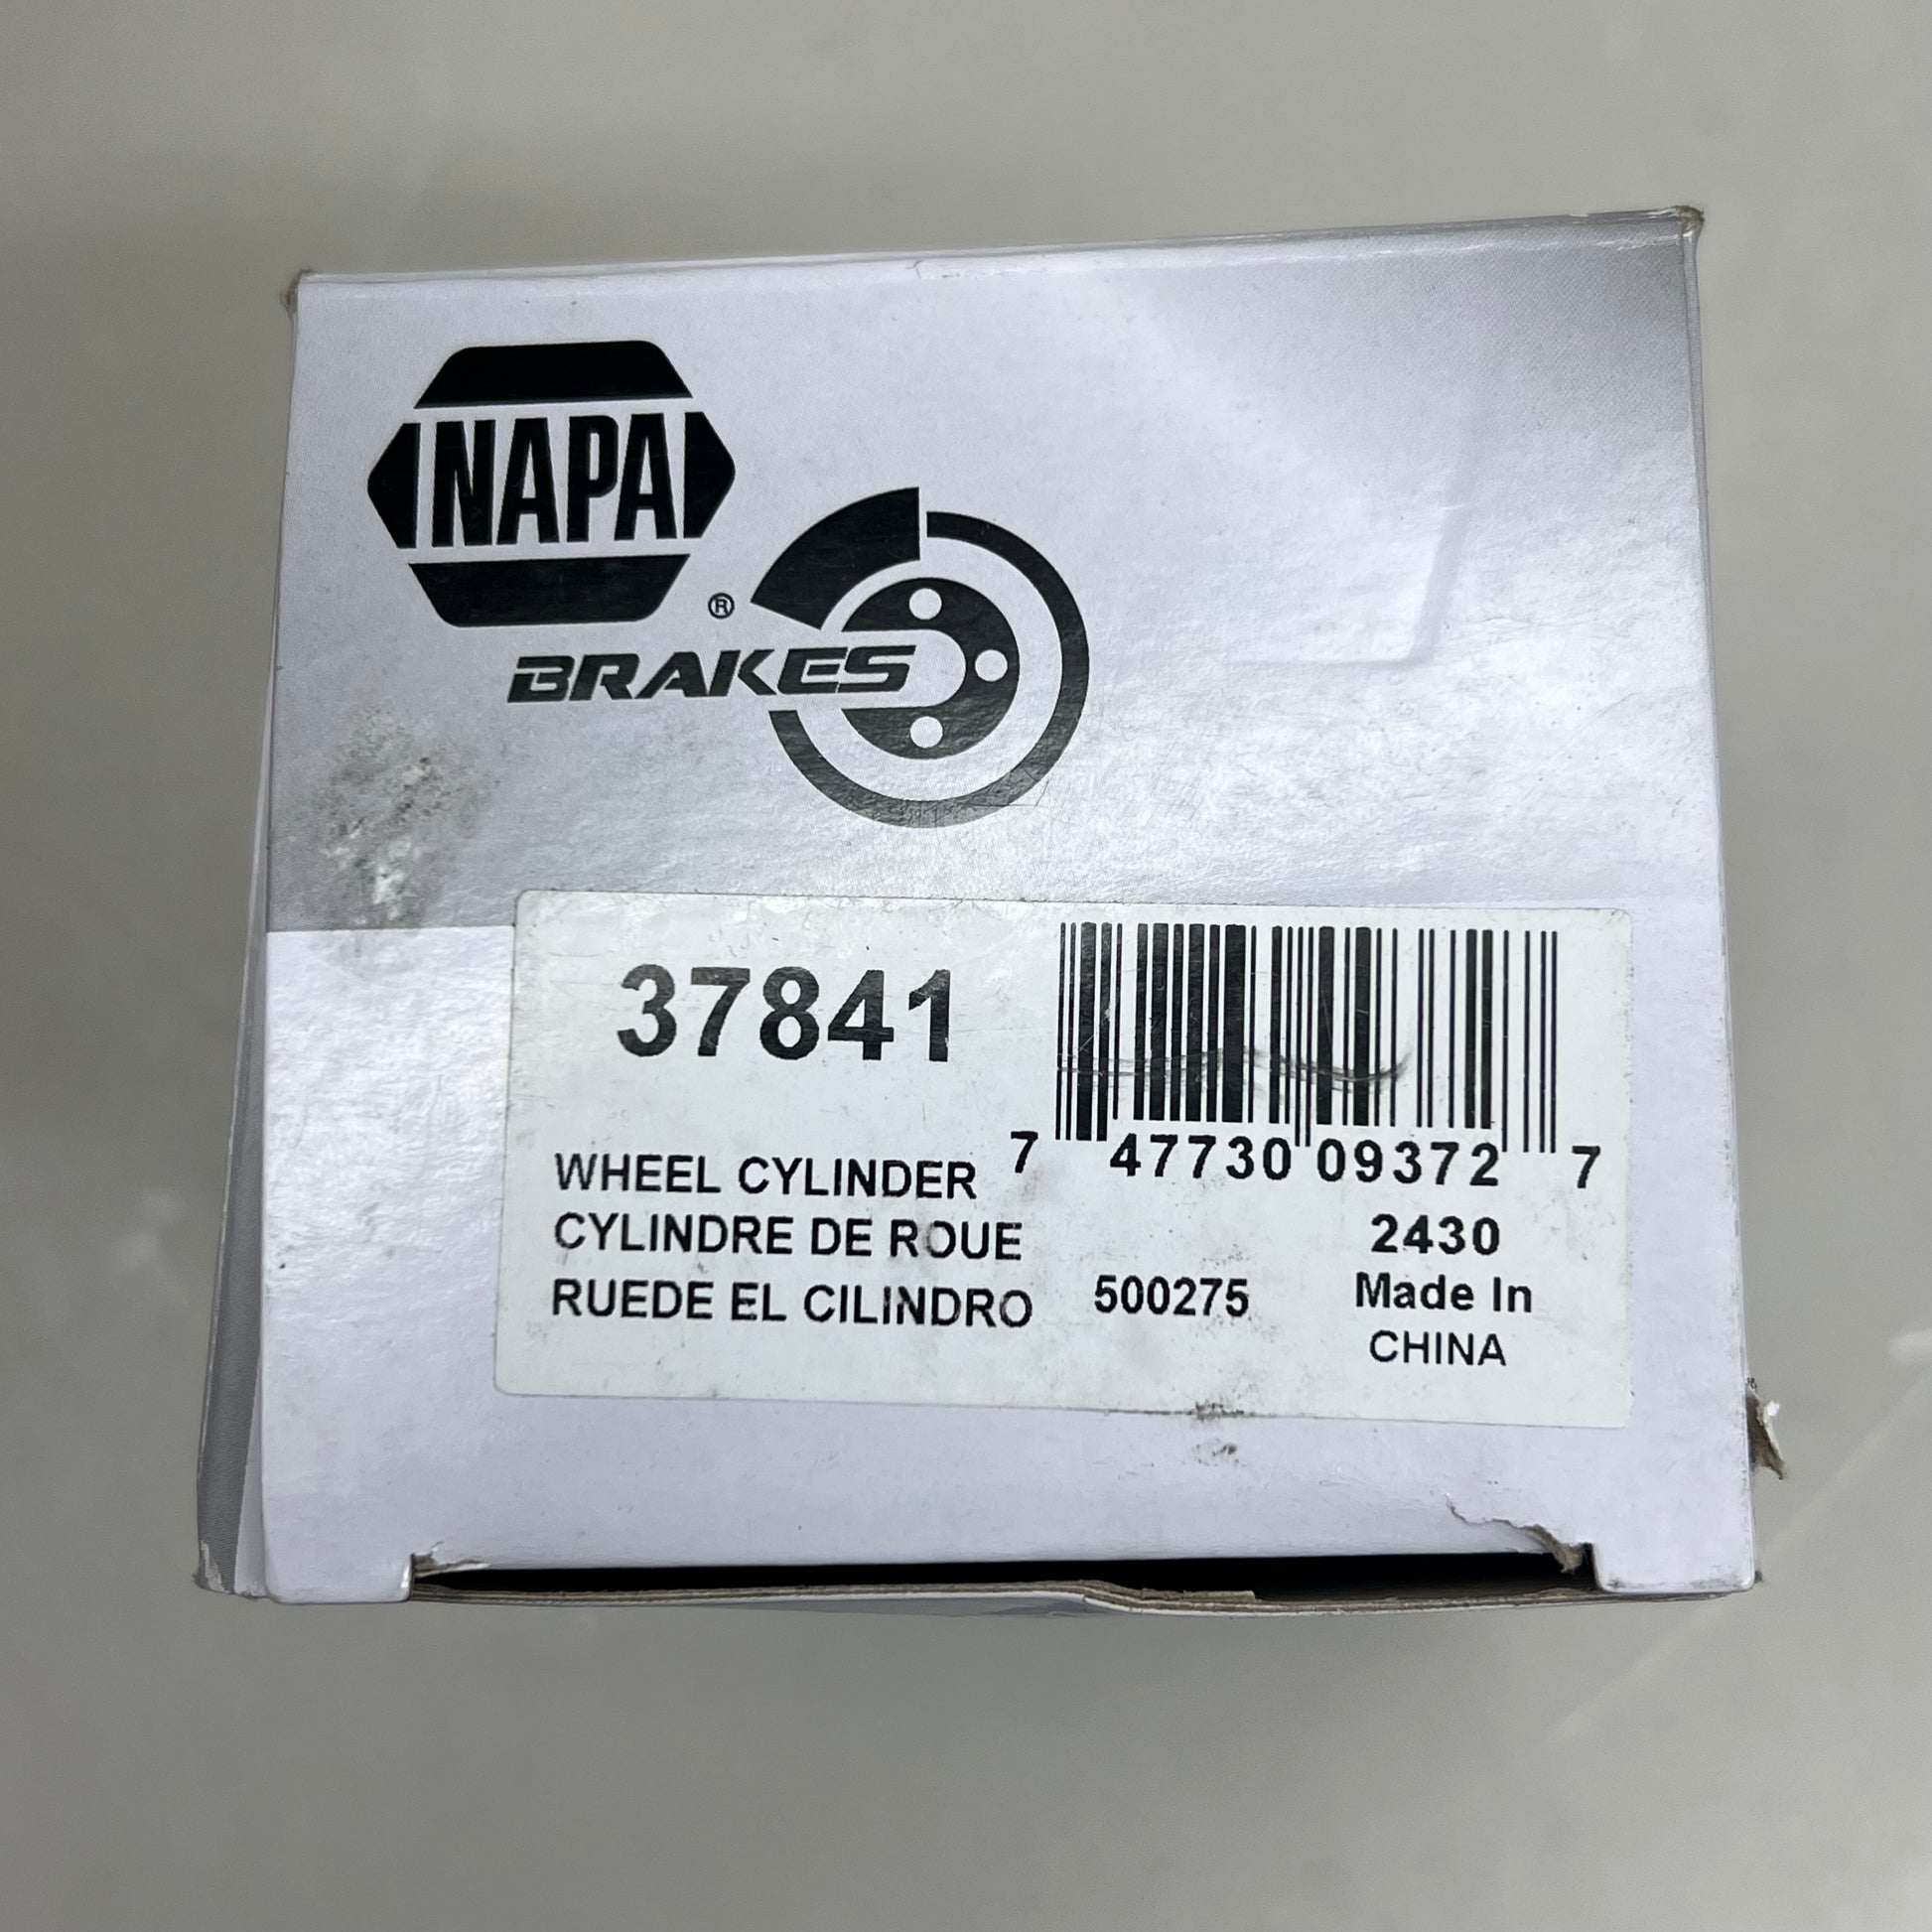 NAPA
®
BRAKES
37841
7 47730 09372 7
WHEEL CYLINDER
CYLINDRE DE ROUE
RUEDE EL CILINDRO
500275
2430
Made In
CHINA